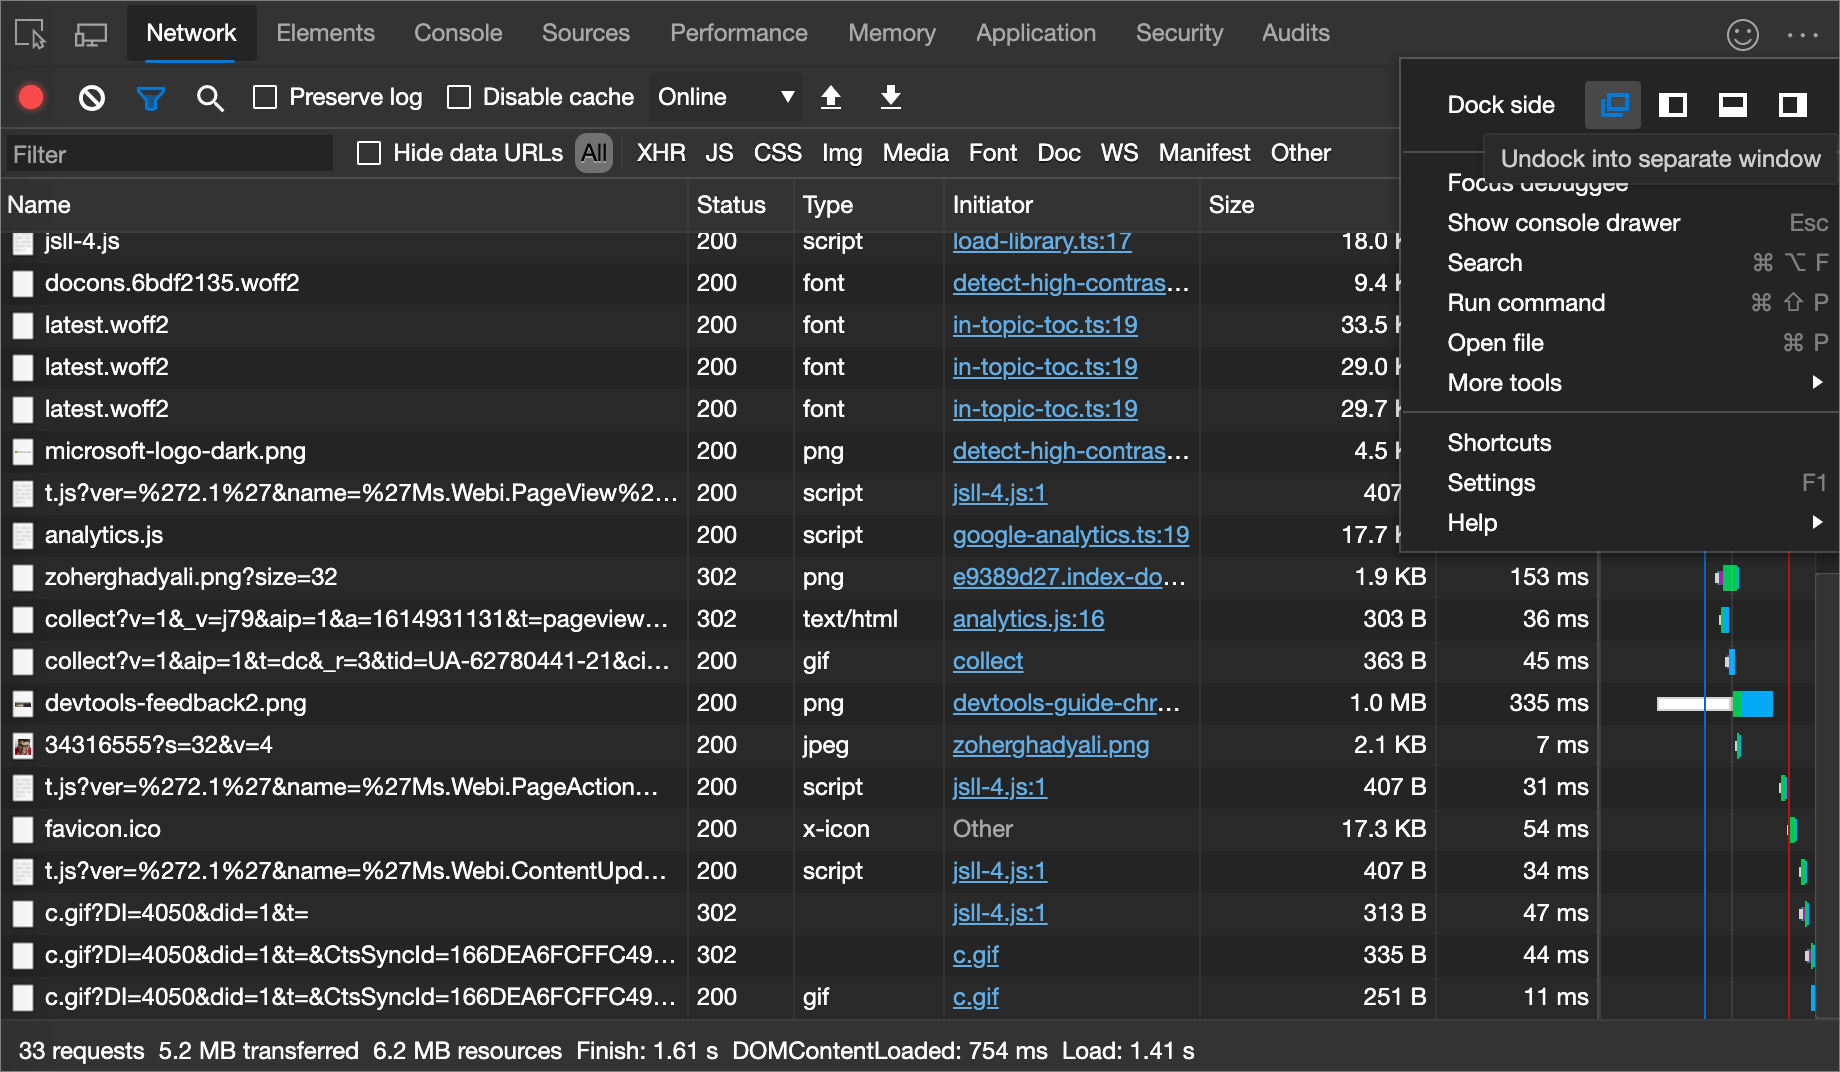 Network Elements Console Sources Performance Memory Application Security Audits
Preserve log Disable cache Online
Dock side
Filter Hide data URLs All XHR JS CSS Img Media Font Doc WS Manifest Other
Undock into separate window
Focus debuggee
Name Status Type Initiator Size
Show console drawer Esc
jsll-4.js 200 script load-library.ts:17 18.0
Search ⌘ ⌥ F
docons.6bdf2135.woff2 200 font detect-high-contras... 9.4
Run command ⌘ ⇧ P
latest.woff2 200 font in-topic-toc.ts:19 33.5
Open file ⌘ P
latest.woff2 200 font in-topic-toc.ts:19 29.0
More tools
latest.woff2 200 font in-topic-toc.ts:19 29.7
Shortcuts
microsoft-logo-dark.png 200 png detect-high-contras... 4.5
Settings F1
t.js?ver=%272.1%27&name=%27Ms.Webi.PageView%2... 200 script jsll-4.js:1 407
Help
analytics.js 200 script google-analytics.ts:19 17.7
zoherghadyali.png?size=32 302 png e9389d27.index-do... 1.9 KB 153 ms
collect?v=1&_v=j79&aip=1&a=1614931131&t=pageview... 302 text/html analytics.js:16 303 B 36 ms
collect?v=1&aip=1&t=dc&_r=3&tid=UA-62780441-21&ci... 200 gif collect 363 B 45 ms
devtools-feedback2.png 200 png devtools-guide-chr... 1.0 MB 335 ms
34316555?s=32&v=4 200 jpeg zoherghadyali.png 2.1 KB 7 ms
t.js?ver=%272.1%27&name=%27Ms.Webi.PageAction... 200 script jsll-4.js:1 407 B 31 ms
favicon.ico 200 x-icon Other 17.3 KB 54 ms
t.js?ver=%272.1%27&name=%27Ms.Webi.ContentUpd... 200 script jsll-4.js:1 407 B 34 ms
c.gif?DI=4050&did=1&t= 302 jsll-4.js:1 313 B 47 ms
c.gif?DI=4050&did=1&t=&CtsSyncId=166DEA6FCFFC49... 302 c.gif 335 B 44 ms
c.gif?DI=4050&did=1&t=&CtsSyncId=166DEA6FCFFC49... 200 gif c.gif 251 B 11 ms
33 requests 5.2 MB transferred 6.2 MB resources Finish: 1.61 s DOMContentLoaded: 754 ms Load: 1.41 s